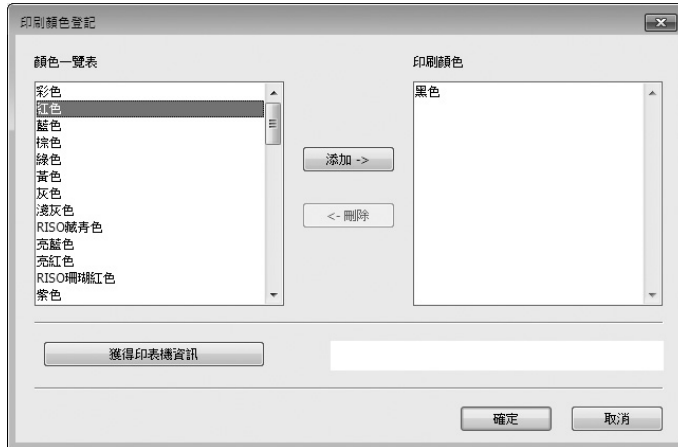 印刷顏色登記
顏色一覽表
印刷顏色
彩色
紅色
藍色
棕色
綠色
黃色
灰色
淺灰色
RISO藏青色
亮藍色
亮紅色
RISO珊瑚紅色
紫色
黑色
添加 ->
<- 刪除
獲得印表機資訊
確定
取消